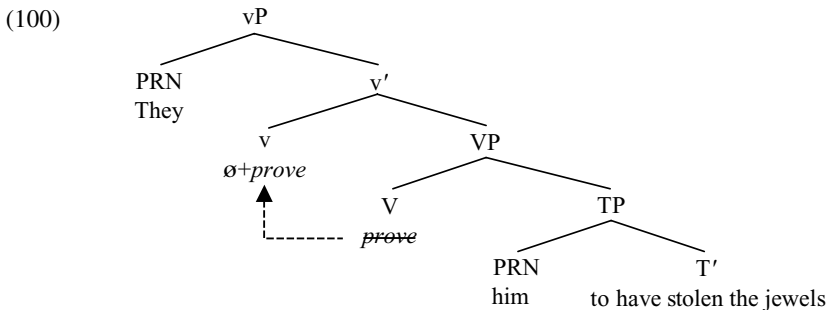 (100) vP
PRN v′
They
v VP
ø+prove
V TP
prove
PRN T′
him to have stolen the jewels